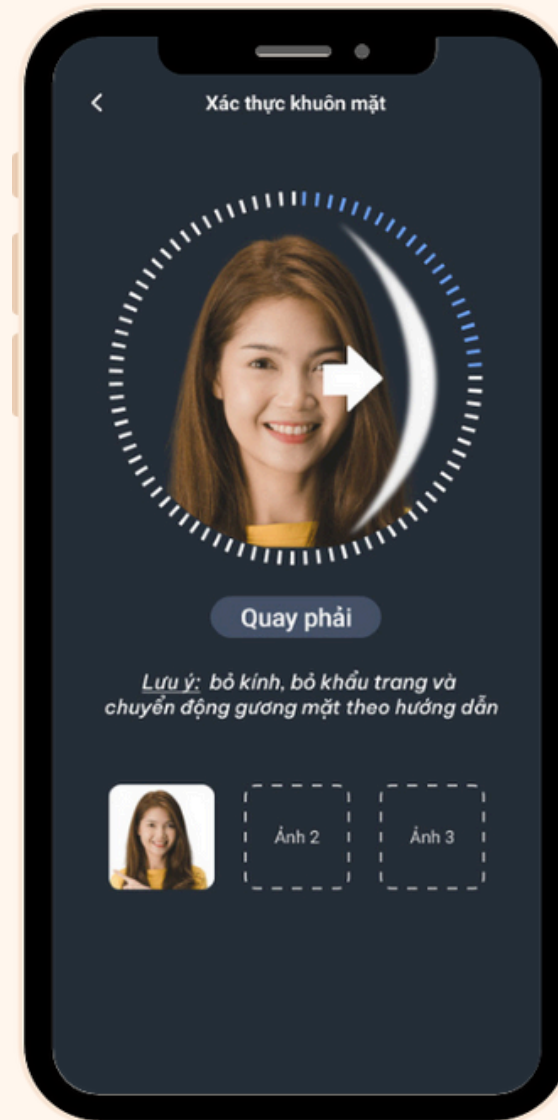 Xác thực khuôn mặt
Quay phải
Lưu ý: bỏ kính, bỏ khẩu trang và
chuyển động gương mặt theo hướng dẫn
Ảnh 2
Ảnh 3